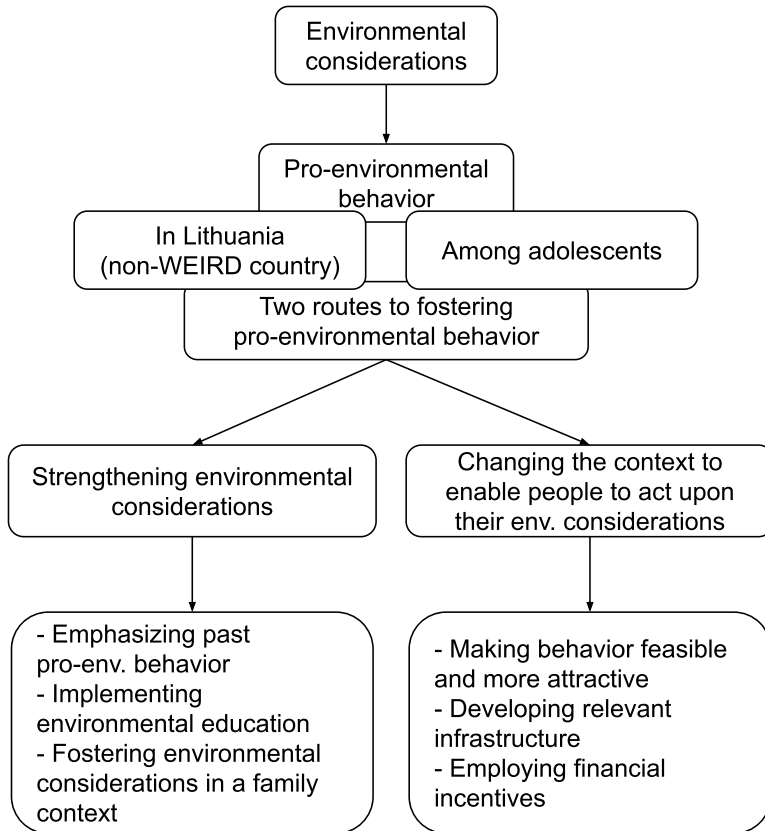 Environmental
considerations
Pro-environmental
behavior
In Lithuania
(non-WEIRD country)
Among adolescents
Two routes to fostering
pro-environmental behavior
Strengthening environmental
considerations
Changing the context to
enable people to act upon
their env. considerations
- Emphasizing past
pro-env. behavior
- Implementing
environmental education
- Fostering environmental
considerations in a family
context
- Making behavior feasible
and more attractive
- Developing relevant
infrastructure
- Employing financial
incentives